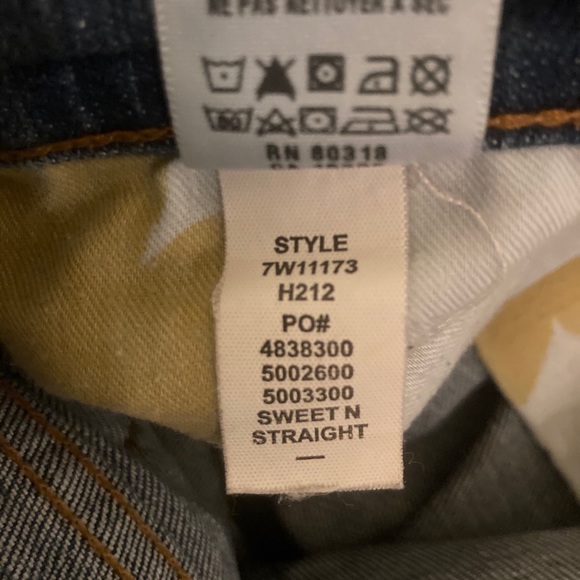 NE PAS NETTOYER A SEC
RN 80318
STYLE
7W11173
H212
PO#
4838300
5002600
5003300
SWEET N
STRAIGHT
—